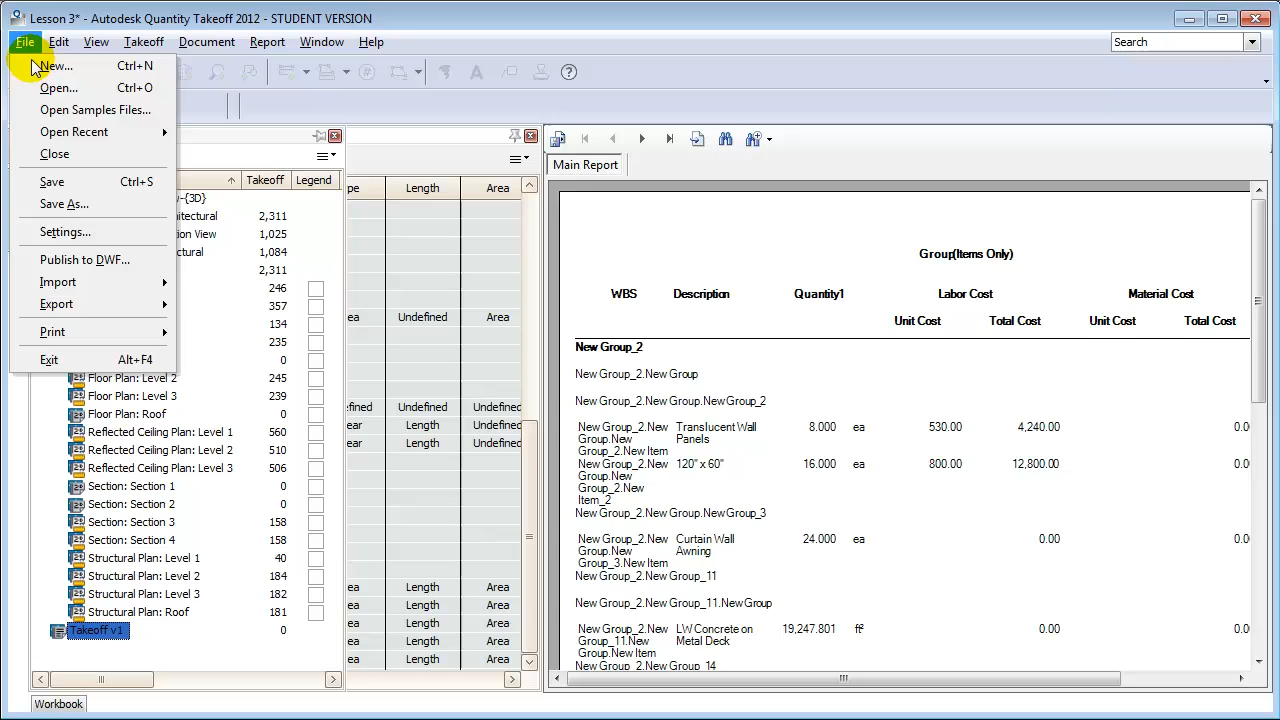 Lesson 3* - Autodesk Quantity Takeoff 2012 - STUDENT VERSION
File Edit View Takeoff Document Report Window Help Search
New... Ctrl+N
Open... Ctrl+O
Open Samples Files...
Open Recent
Close
Save Ctrl+S
Save As...
Settings...
Publish to DWF...
Import
Export
Print
Exit Alt+F4
Takeoff Legend
-{3D}
2,311
1,025
1,084
2,311
246
357
134
235
0
Floor Plan: Level 2 245
Floor Plan: Level 3 239
Floor Plan: Roof 0
Reflected Ceiling Plan: Level 1 560
Reflected Ceiling Plan: Level 2 510
Reflected Ceiling Plan: Level 3 506
Section: Section 1 0
Section: Section 2 0
Section: Section 3 158
Section: Section 4 158
Structural Plan: Level 1 40
Structural Plan: Level 2 184
Structural Plan: Level 3 182
Structural Plan: Roof 181
Takeoff v1 0
Length Area
Undefined Area
Undefined Undefined
Length Undefined
Length Undefined
Length Area
Length Area
Length Area
Length Area
Length Area
Main Report
Group(Items Only)
WBS Description Quantity1 Labor Cost Material Cost
Unit Cost Total Cost Unit Cost Total Cost
New Group_2
New Group_2.New Group
New Group_2.New Group.New Group_2
New Group_2.New Translucent Wall 8.000 ea 530.00 4,240.00 0.0
Group.New Panels
Group_2.New Item
New Group_2.New 120" x 60" 16.000 ea 800.00 12,800.00 0.0
Group.New
Group_2.New
Item_2
New Group_2.New Group.New Group_3
New Group_2.New Curtain Wall 24.000 ea 0.00 0.0
Group.New Awning
Group_3.New Item
New Group_2.New Group_11
New Group_2.New Group_11.New Group
New Group_2.New LW Concrete on 19,247.801 ft² 0.00 0.0
Group_11.New Metal Deck
Group.New Item
New Group_2.New Group_14
Workbook